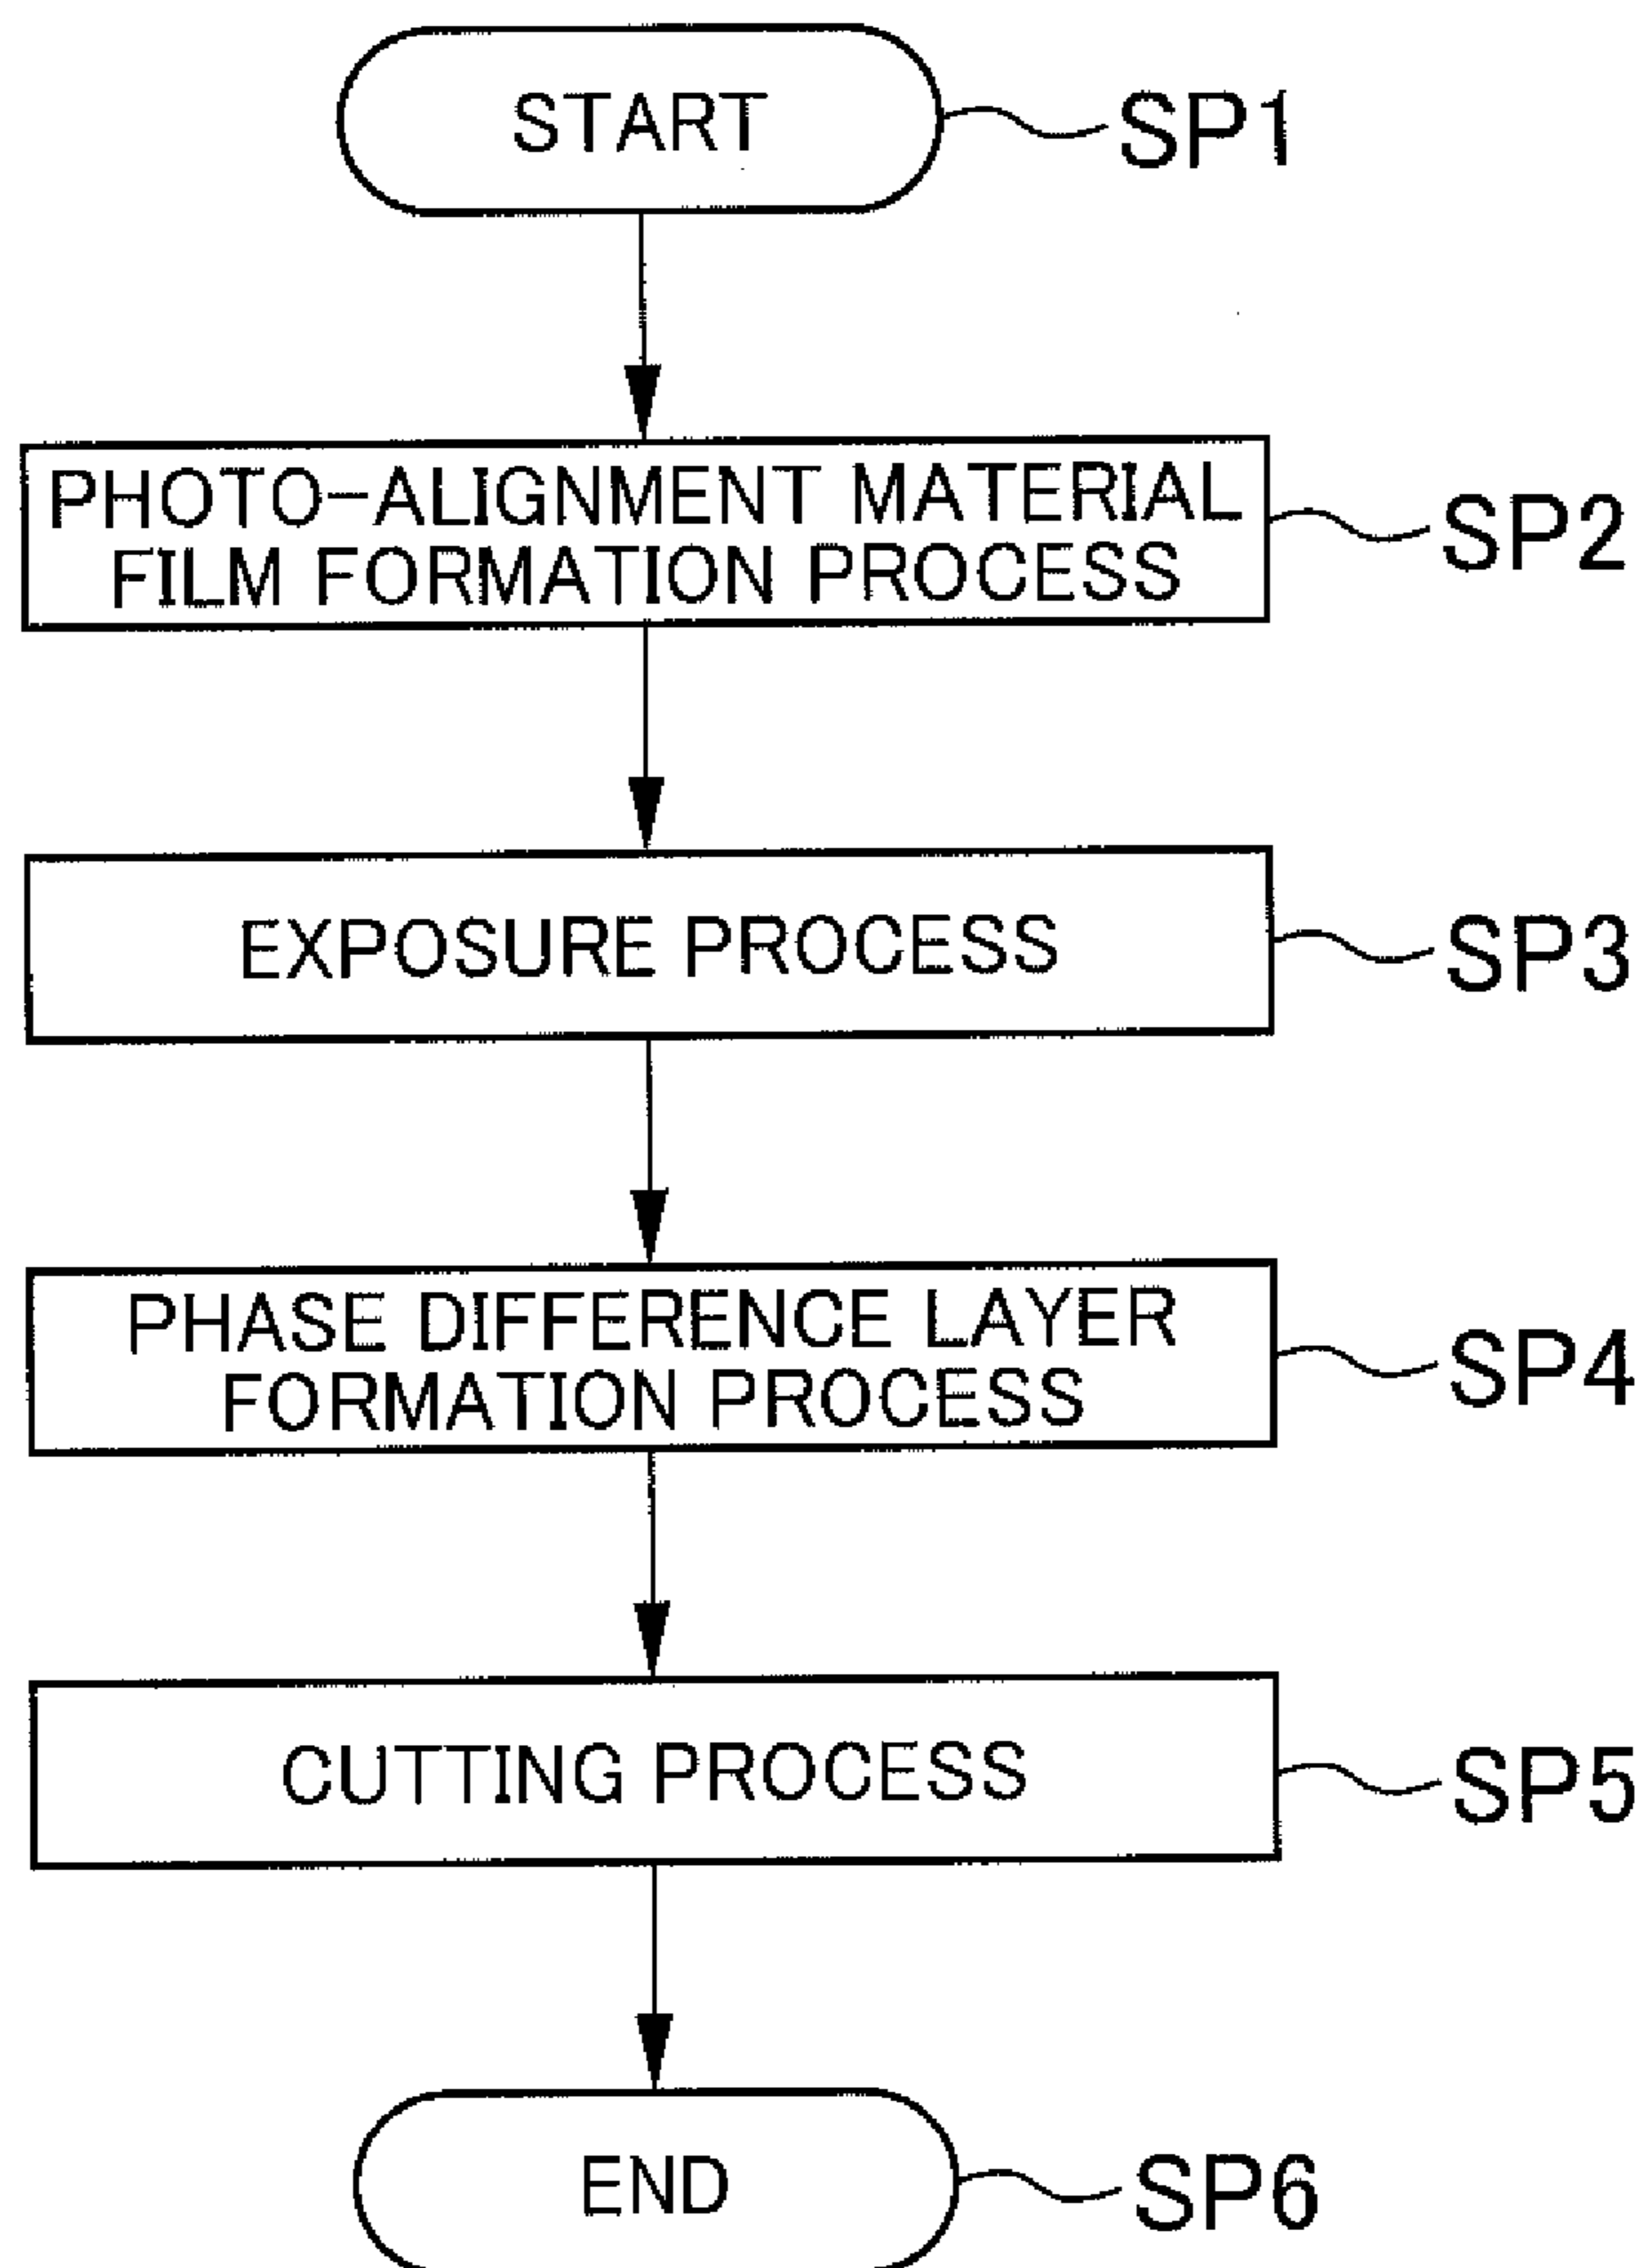 START
SP1
PHOTO-ALIGNMENT MATERIAL
FILM FORMATION PROCESS
SP2
EXPOSURE PROCESS
SP3
PHASE DIFFERENCE LAYER
FORMATION PROCESS
SP4
CUTTING PROCESS
SP5
END
SP6